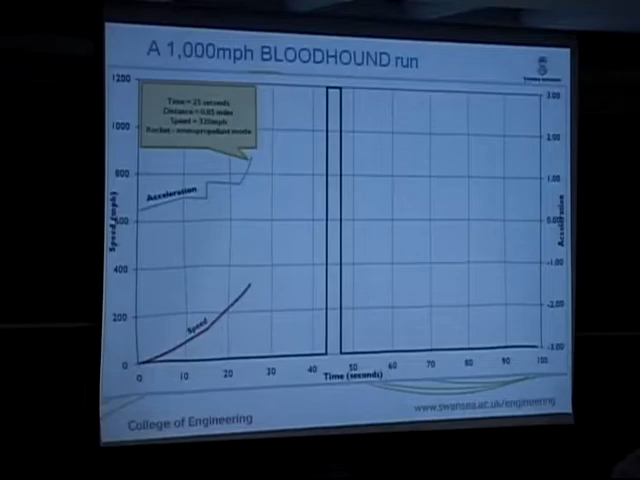 A 1,000mph BLOODHOUND run
1200
1000
800
600
400
200
0
Speed (mph)
Time = 25 seconds
Distance = 0.85 miles
Speed = 320mph
Rocket - monopropellant mode
Acceleration
Speed
3.00
2.00
1.00
0.00
-1.00
-2.00
-3.00
Acceleration
0 10 20 30 40 50 60 70 80 90 100
Time (seconds)
College of Engineering
www.swansea.ac.uk/engineering